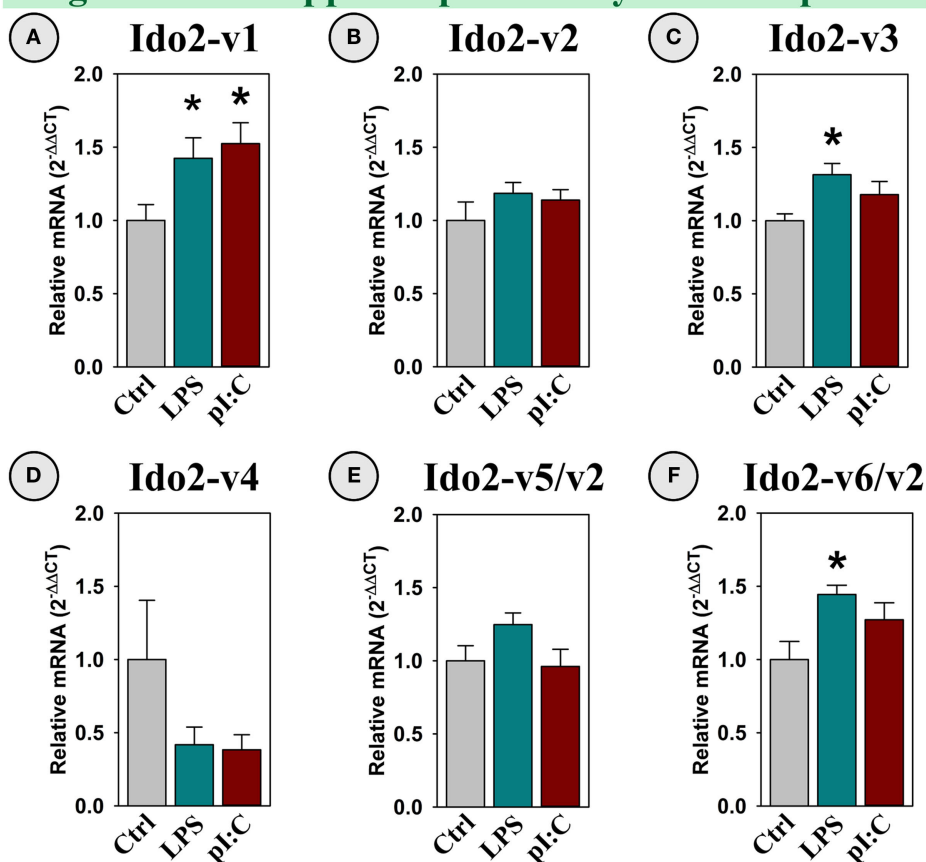 A Ido2-v1
Relative mRNA (2-ΔΔCT)
2.0
1.5
1.0
0.5
0.0
* *
Ctrl LPS pI:C
B Ido2-v2
Relative mRNA (2-ΔΔCT)
2.0
1.5
1.0
0.5
0.0
Ctrl LPS pI:C
C Ido2-v3
Relative mRNA (2-ΔΔCT)
2.0
1.5
1.0
0.5
0.0
*
Ctrl LPS pI:C
D Ido2-v4
Relative mRNA (2-ΔΔCT)
2.0
1.5
1.0
0.5
0.0
Ctrl LPS pI:C
E Ido2-v5/v2
Relative mRNA (2-ΔΔCT)
2.0
1.5
1.0
0.5
0.0
Ctrl LPS pI:C
F Ido2-v6/v2
Relative mRNA (2-ΔΔCT)
2.0
1.5
1.0
0.5
0.0
*
Ctrl LPS pI:C